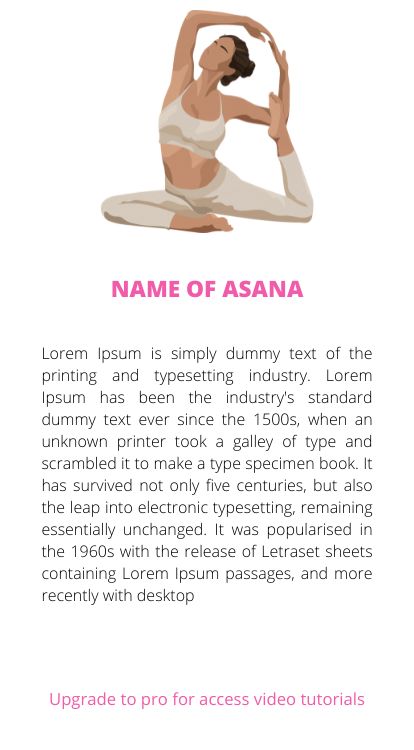 NAME OF ASANA
Lorem Ipsum is simply dummy text of the
printing and typesetting industry. Lorem
Ipsum has been the industry's standard
dummy text ever since the 1500s, when an
unknown printer took a galley of type and
scrambled it to make a type specimen book. It
has survived not only five centuries, but also
the leap into electronic typesetting, remaining
essentially unchanged. It was popularised in
the 1960s with the release of Letraset sheets
containing Lorem Ipsum passages, and more
recently with desktop
Upgrade to pro for access video tutorials